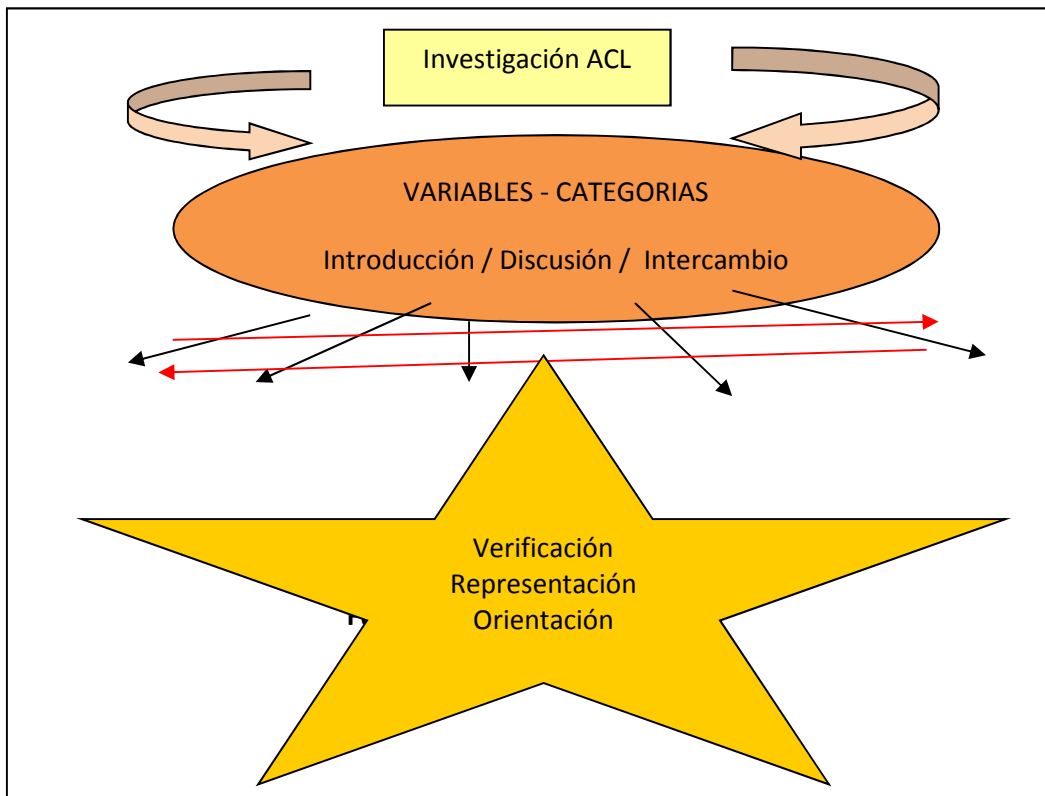 Investigación ACL
VARIABLES - CATEGORIAS
Introducción / Discusión / Intercambio
Verificación
Representación
Orientación